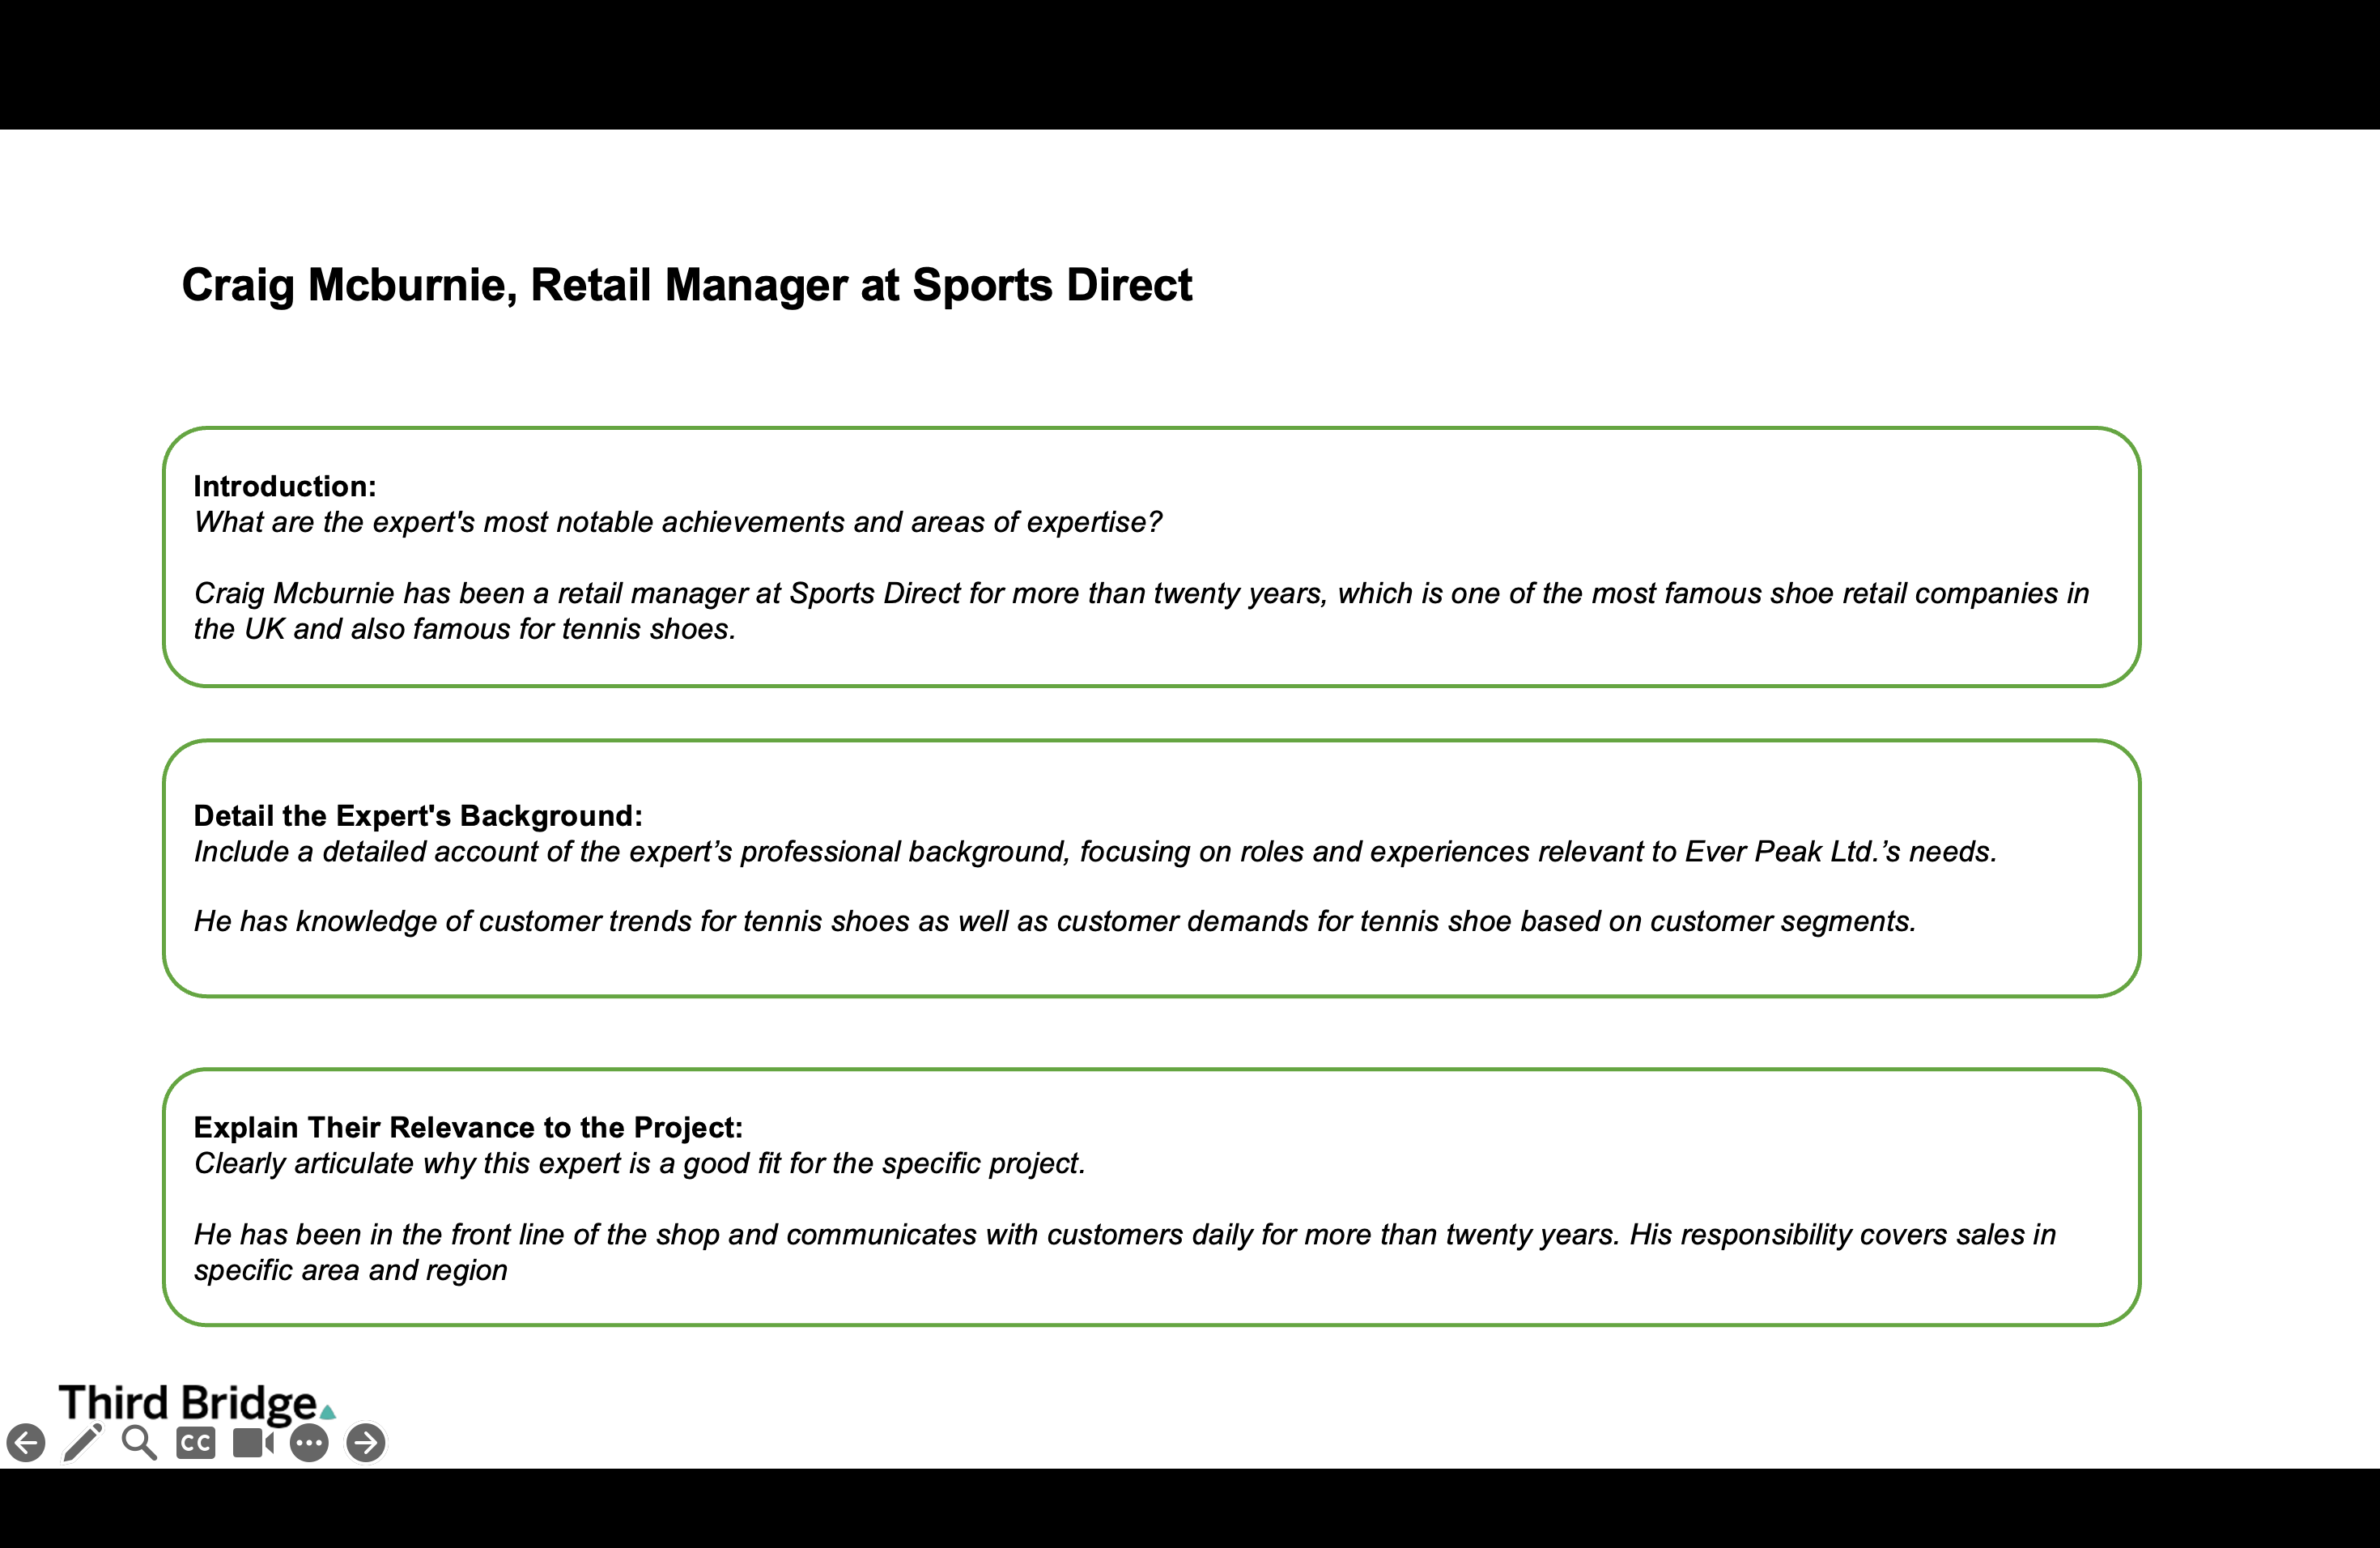 Craig Mcburnie, Retail Manager at Sports Direct
Introduction:
What are the expert's most notable achievements and areas of expertise?
Craig Mcburnie has been a retail manager at Sports Direct for more than twenty years, which is one of the most famous shoe retail companies in
the UK and also famous for tennis shoes.
Detail the Expert's Background:
Include a detailed account of the expert’s professional background, focusing on roles and experiences relevant to Ever Peak Ltd.’s needs.
He has knowledge of customer trends for tennis shoes as well as customer demands for tennis shoe based on customer segments.
Explain Their Relevance to the Project:
Clearly articulate why this expert is a good fit for the specific project.
He has been in the front line of the shop and communicates with customers daily for more than twenty years. His responsibility covers sales in
specific area and region
Third Bridge
CC